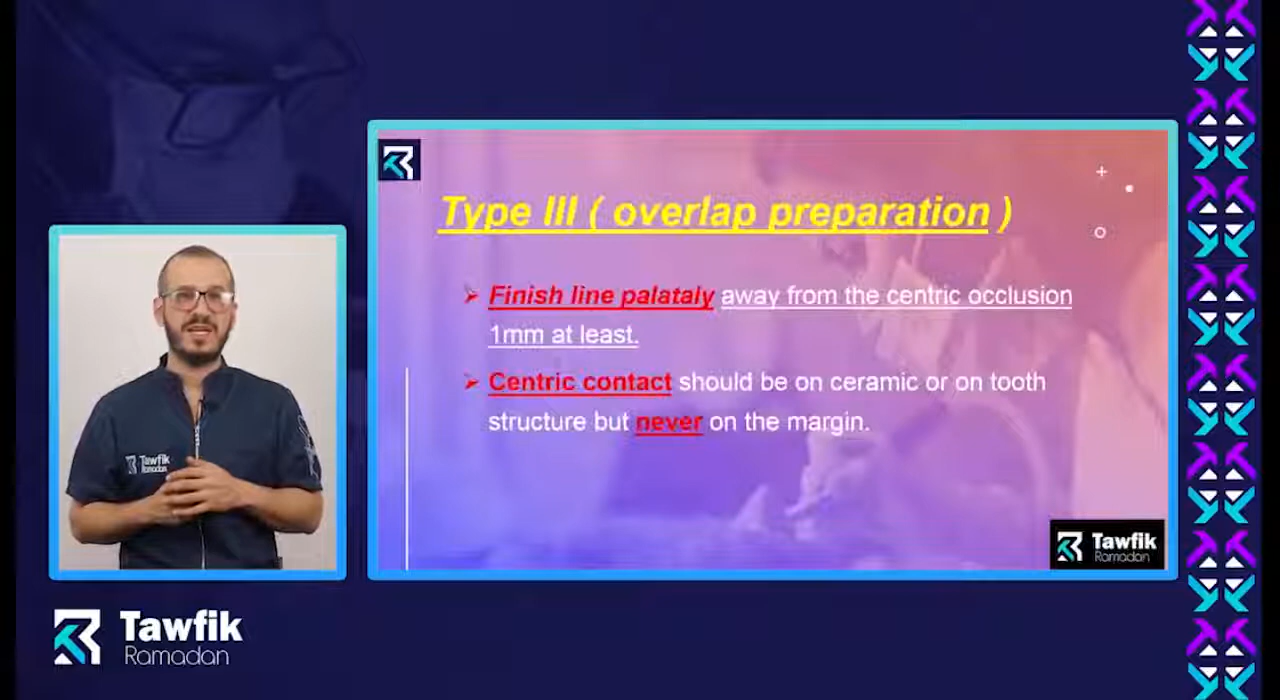 Type III ( overlap preparation )
➢ Finish line palataly away from the centric occlusion
1mm at least.
➢ Centric contact should be on ceramic or on tooth
structure but never on the margin.
Tawfik
Ramadan
Tawfik
Ramadan
Tawfik
Ramadan